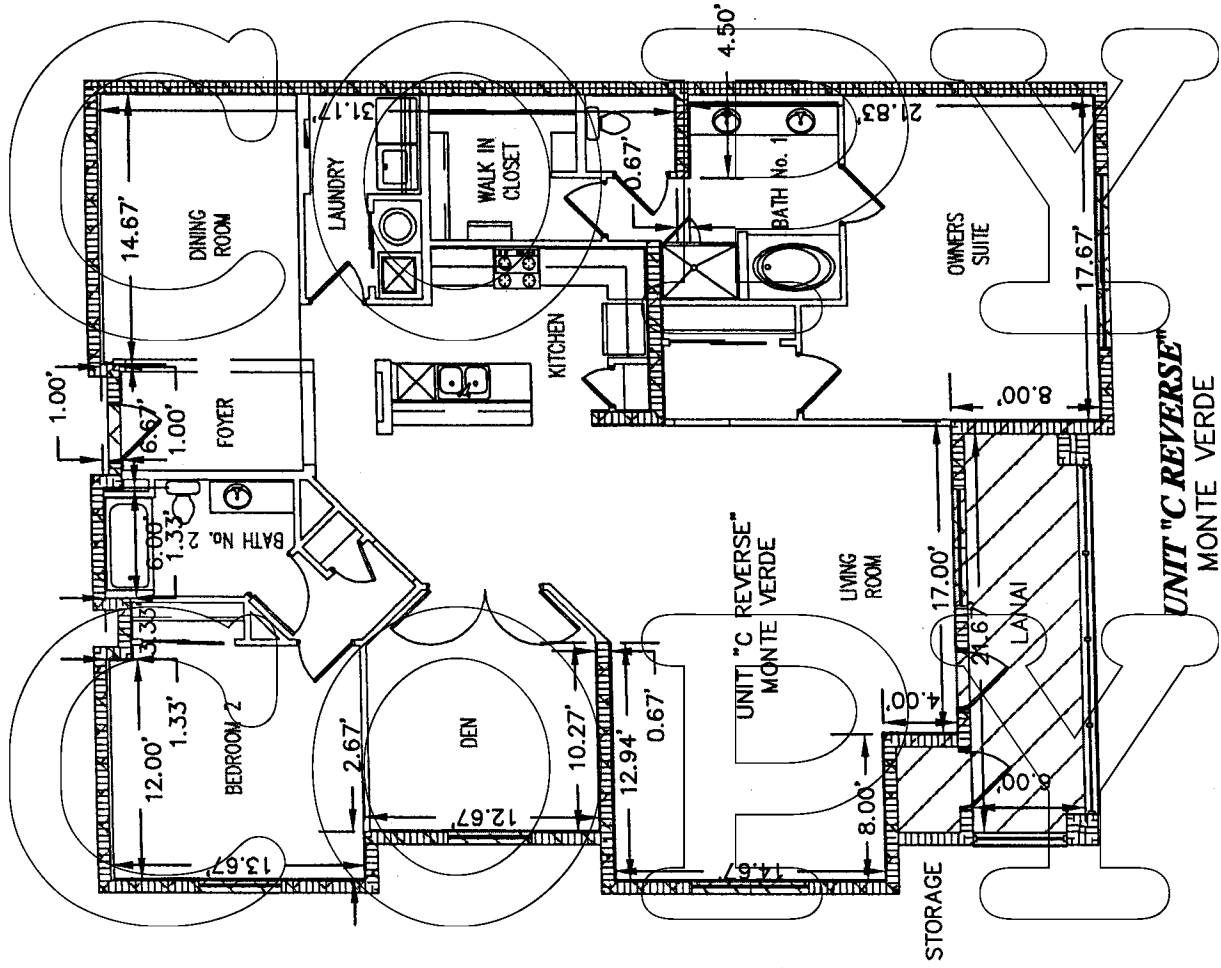 1.00'
14.67'
DINING
ROOM
31.17'
LAUNDRY
WALK IN
CLOSET
0.67'
4.50'
BATH No. 1
21.83'
OWNERS
SUITE
17.67'
8.00'
6.67'
1.00'
FOYER
KITCHEN
6.00'
1.33'
BATH No. 2
3.33'
1.33'
12.00'
BEDROOM 2
13.67'
2.67'
DEN
10.27'
12.67'
12.94'
0.67'
UNIT "C REVERSE"
MONTE VERDE
LIVING
ROOM
14.67'
8.00'
4.00'
17.00'
21.67'
LANAI
6.00'
STORAGE
UNIT "C REVERSE"
MONTE VERDE
COPY
COPY